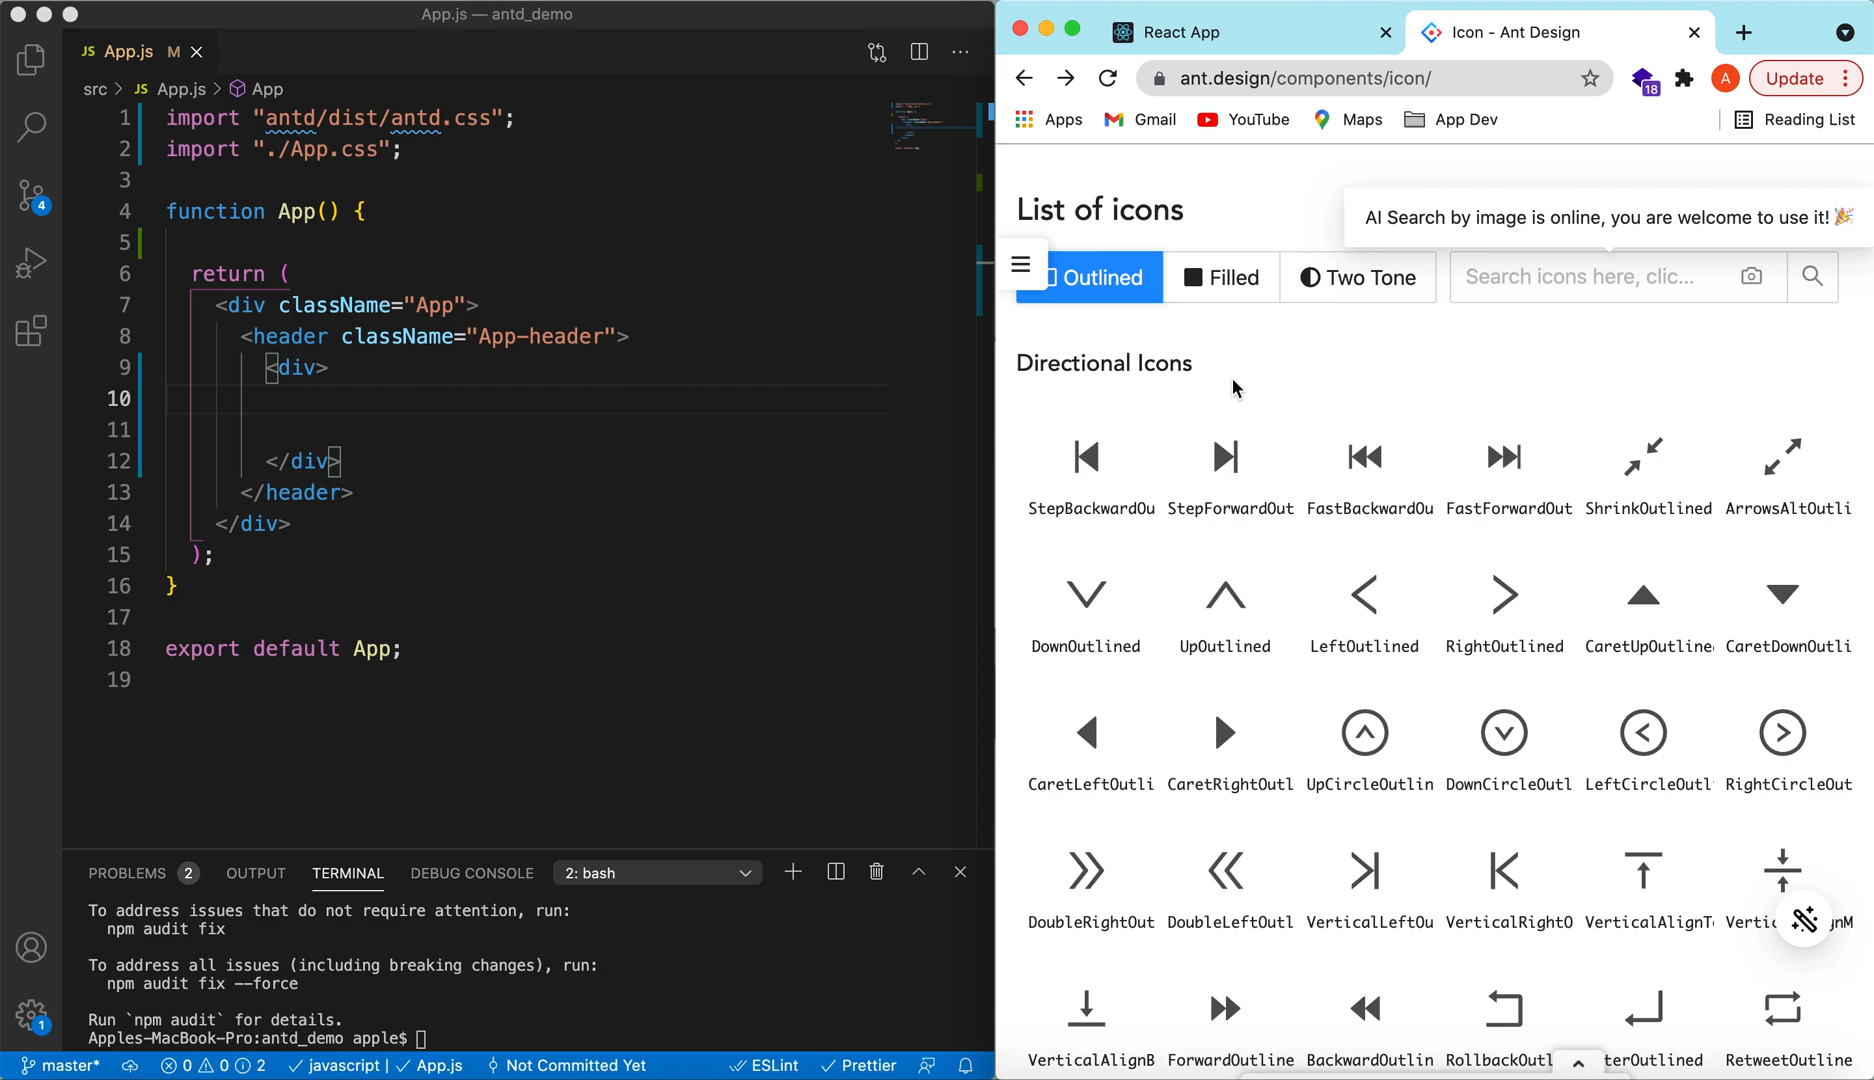 App.js — antd_demo
JS App.js M
src > JS App.js > App
1 import "antd/dist/antd.css";
2 import "./App.css";
3
4 function App() {
5
6 return (
7 <div className="App">
8 <header className="App-header">
9 <div>
10
11
12 </div>
13 </header>
14 </div>
15 );
16 }
17
18 export default App;
19
4
1
PROBLEMS 2 OUTPUT TERMINAL DEBUG CONSOLE 2: bash
To address issues that do not require attention, run:
npm audit fix
To address all issues (including breaking changes), run:
npm audit fix --force
Run `npm audit` for details.
Apples-MacBook-Pro:antd_demo apple$
master* 0 0 2 javascript | App.js Not Committed Yet ESLint Prettier
React App Icon - Ant Design
ant.design/components/icon/ 18 A Update
Apps Gmail YouTube Maps App Dev Reading List
List of icons
AI Search by image is online, you are welcome to use it! 🎉
Outlined Filled Two Tone Search icons here, clic...
Directional Icons
StepBackwardOu StepForwardOut FastBackwardOu FastForwardOut ShrinkOutlined ArrowsAltOutli
DownOutlined UpOutlined LeftOutlined RightOutlined CaretUpOutline CaretDownOutli
CaretLeftOutli CaretRightOutl UpCircleOutlin DownCircleOutl LeftCircleOutl RightCircleOut
DoubleRightOut DoubleLeftOutl VerticalLeftOu VerticalRightO VerticalAlignT Vertic gnM
VerticalAlignB ForwardOutline BackwardOutlin RollbackOutl terOutlined RetweetOutline